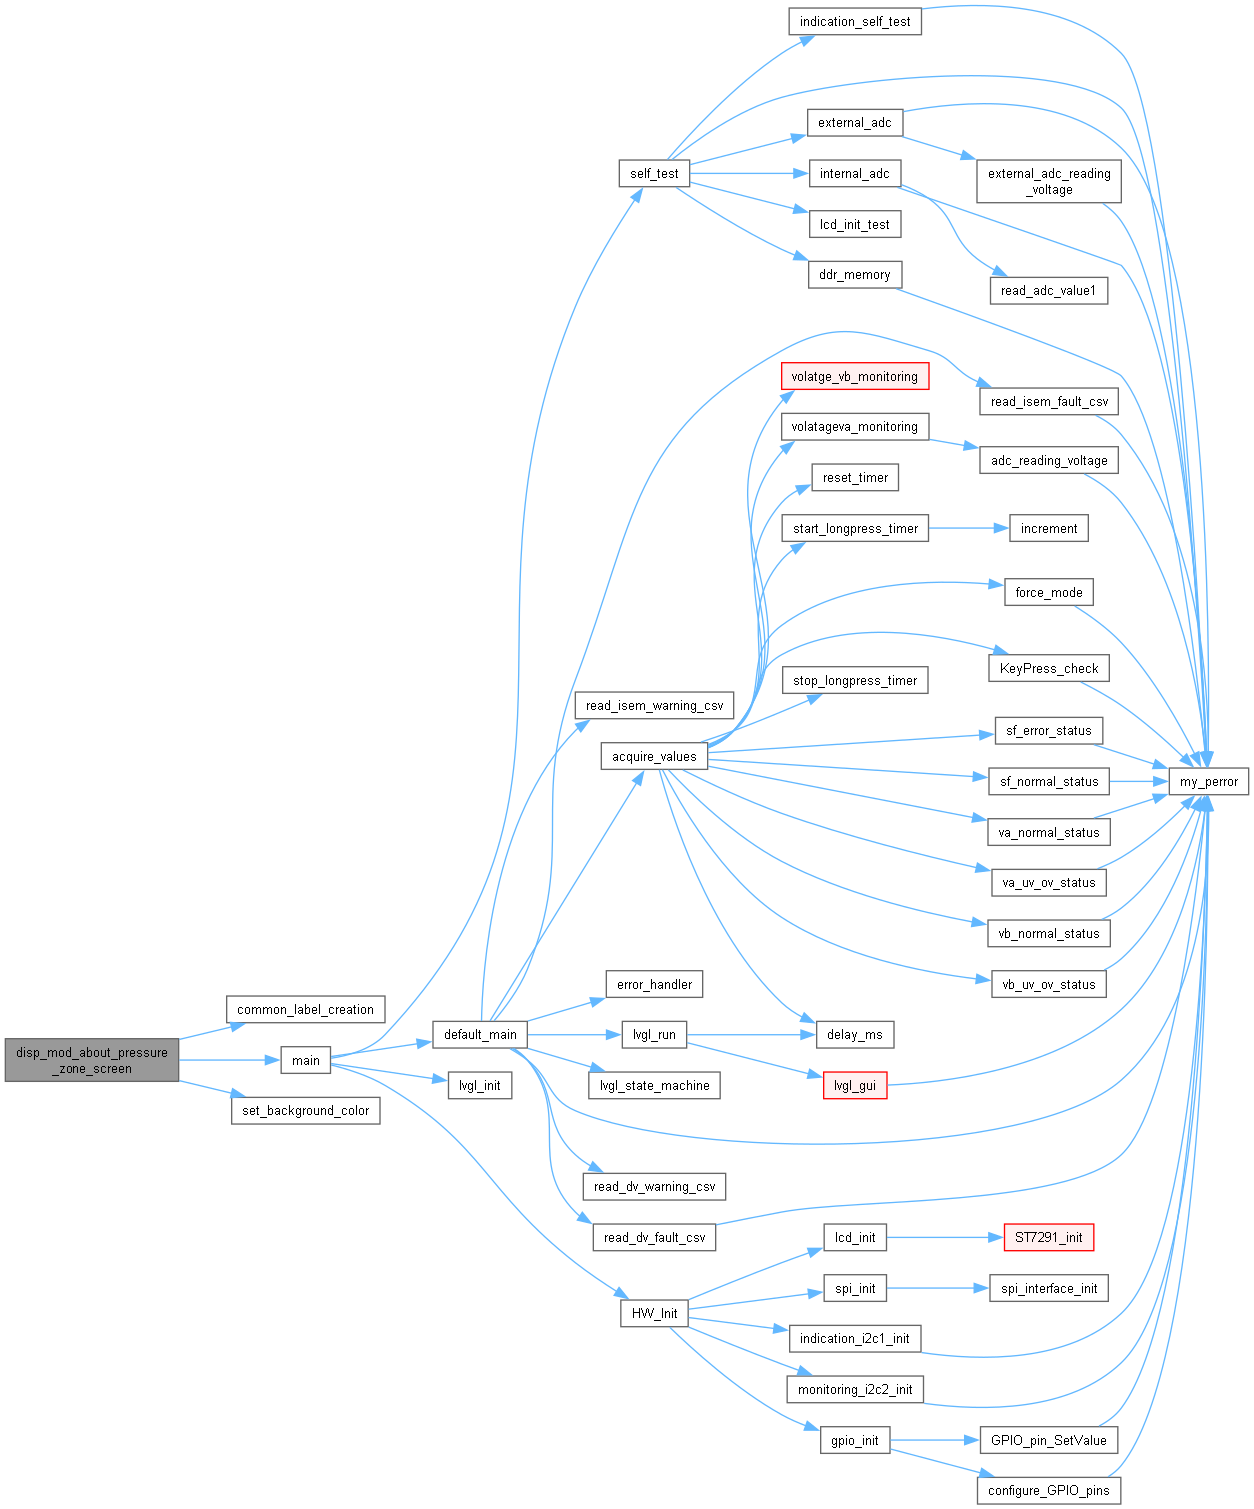 indication_self_test
external_adc
self_test
internal_adc
external_adc_reading
_voltage
lcd_init_test
ddr_memory
read_adc_value1
volatge_vb_monitoring
read_isem_fault_csv
volatageva_monitoring
adc_reading_voltage
reset_timer
start_longpress_timer
increment
force_mode
KeyPress_check
stop_longpress_timer
read_isem_warning_csv
sf_error_status
acquire_values
sf_normal_status
my_perror
va_normal_status
va_uv_ov_status
vb_normal_status
vb_uv_ov_status
error_handler
common_label_creation
default_main
lvgl_run
delay_ms
disp_mod_about_pressure
_zone_screen
main
lvgl_init
lvgl_state_machine
lvgl_gui
set_background_color
read_dv_warning_csv
read_dv_fault_csv
lcd_init
ST7291_init
spi_init
spi_interface_init
HW_Init
indication_i2c1_init
monitoring_i2c2_init
gpio_init
GPIO_pin_SetValue
configure_GPIO_pins